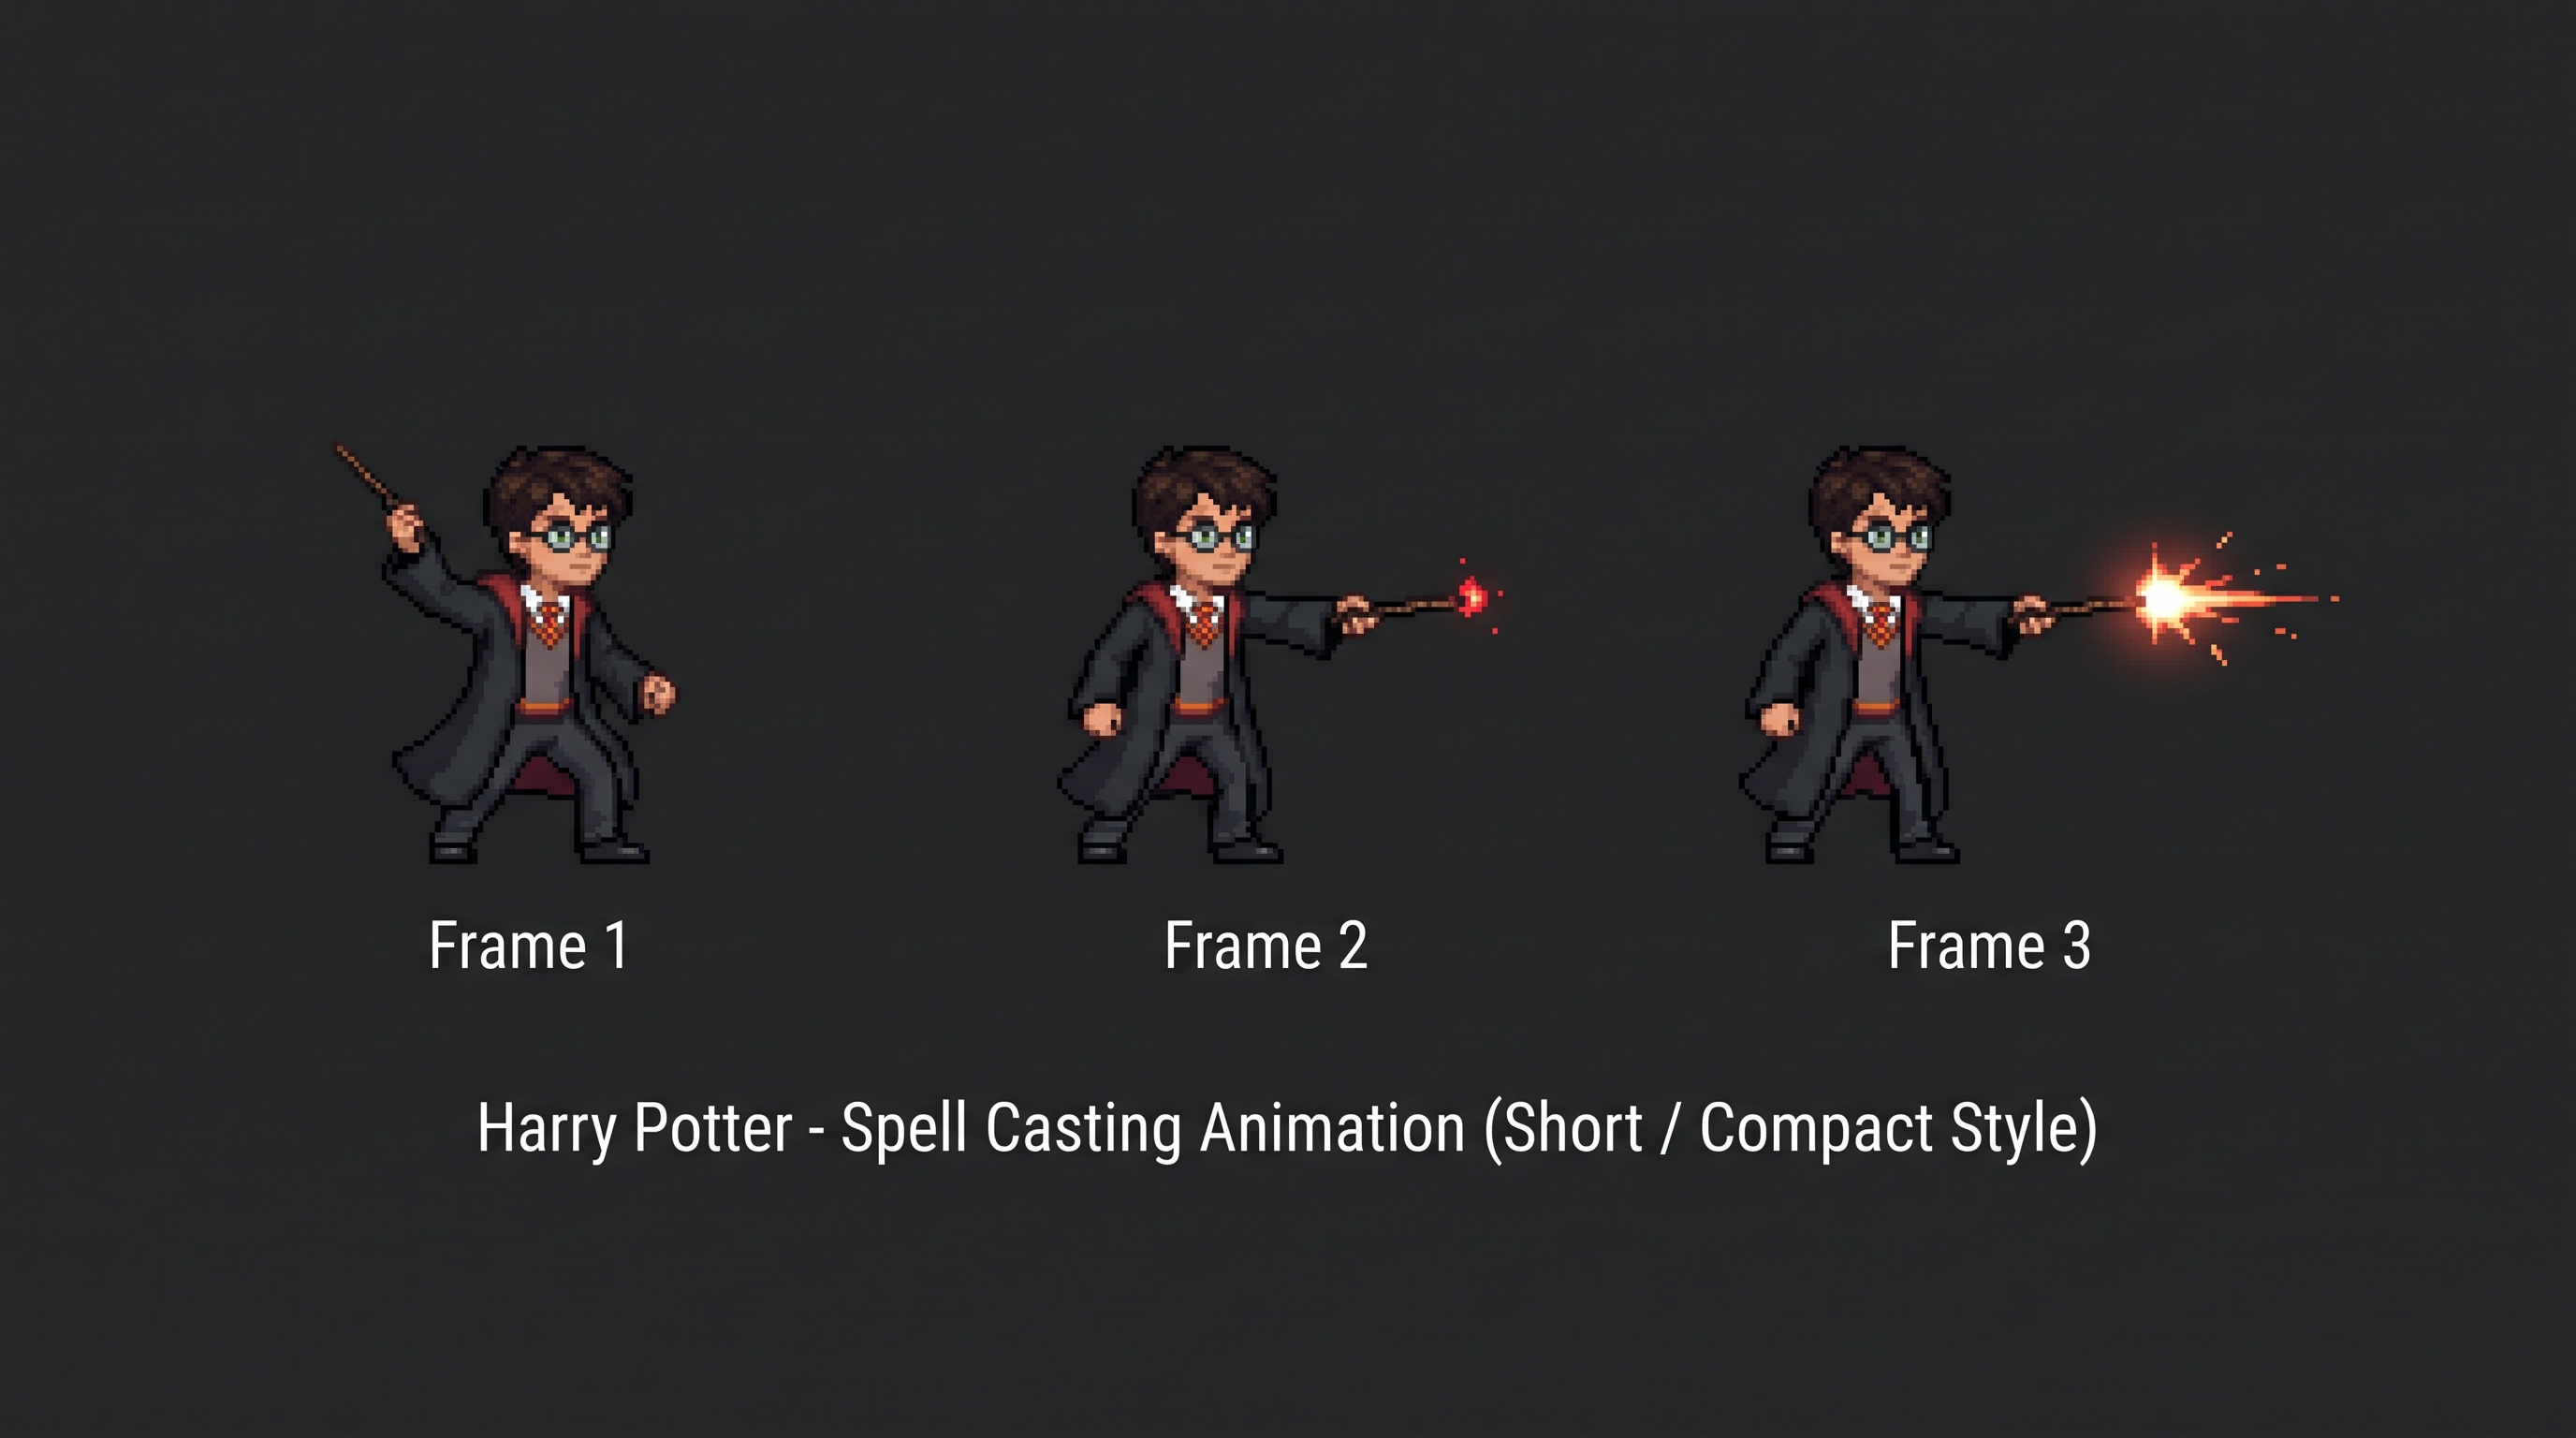 Frame 1
Frame 2
Frame 3
Harry Potter - Spell Casting Animation (Short / Compact Style)